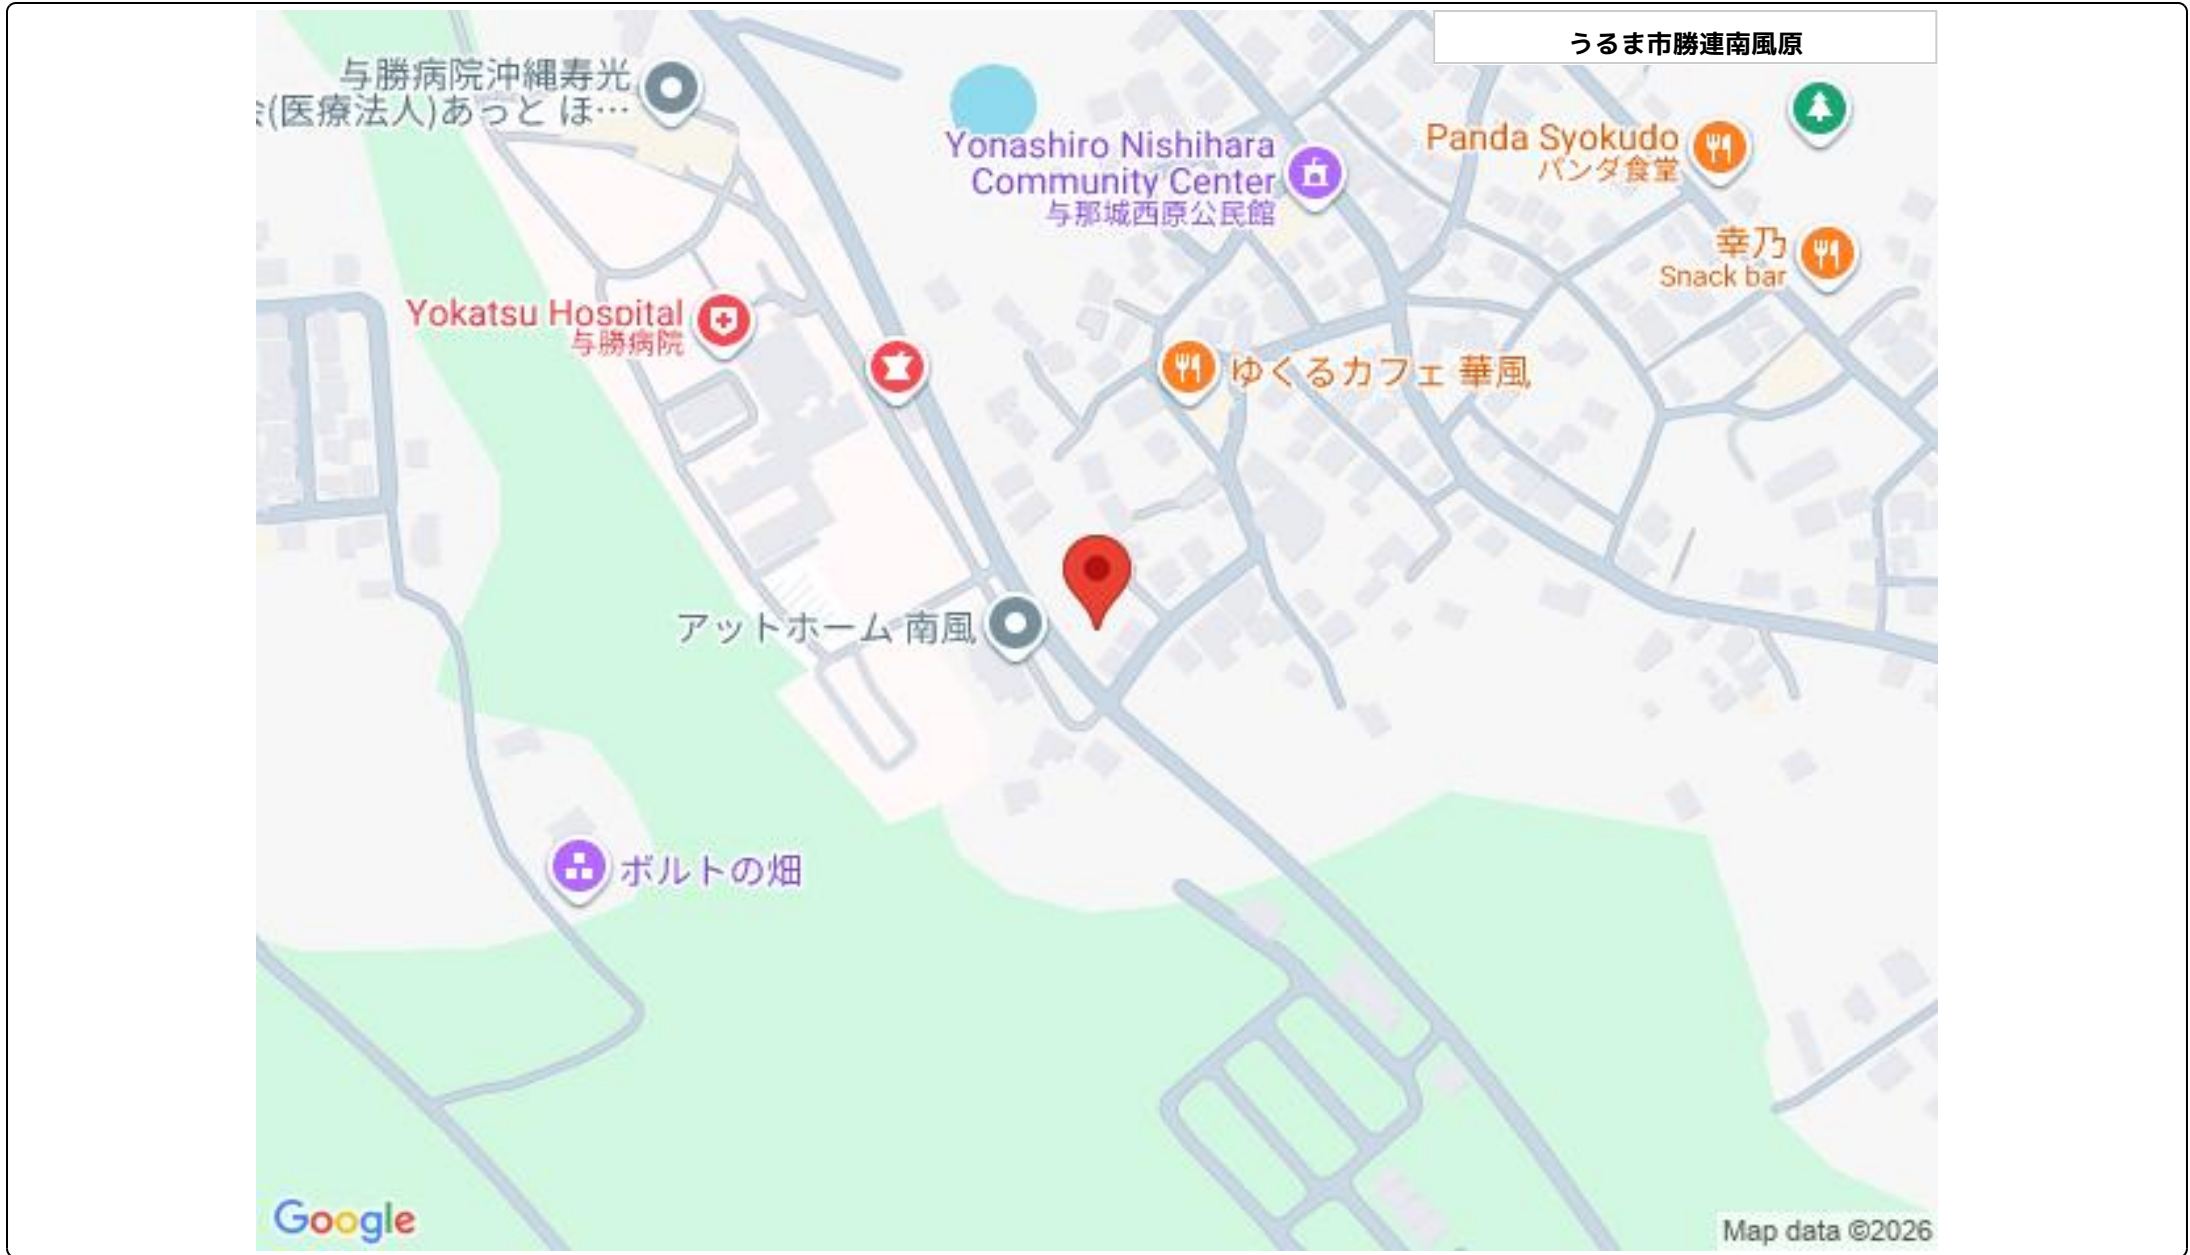 うるま市勝連南風原
与勝病院沖縄寿光
会(医療法人)あっと ほ…
Yonashiro Nishihara
Community Center
与那城西原公民館
Panda Syokudo
パンダ食堂
幸乃
Snack bar
Yokatsu Hospital
与勝病院
ゆくるカフェ 華風
アットホーム 南風
ボルトの畑
Google
Map data ©2026